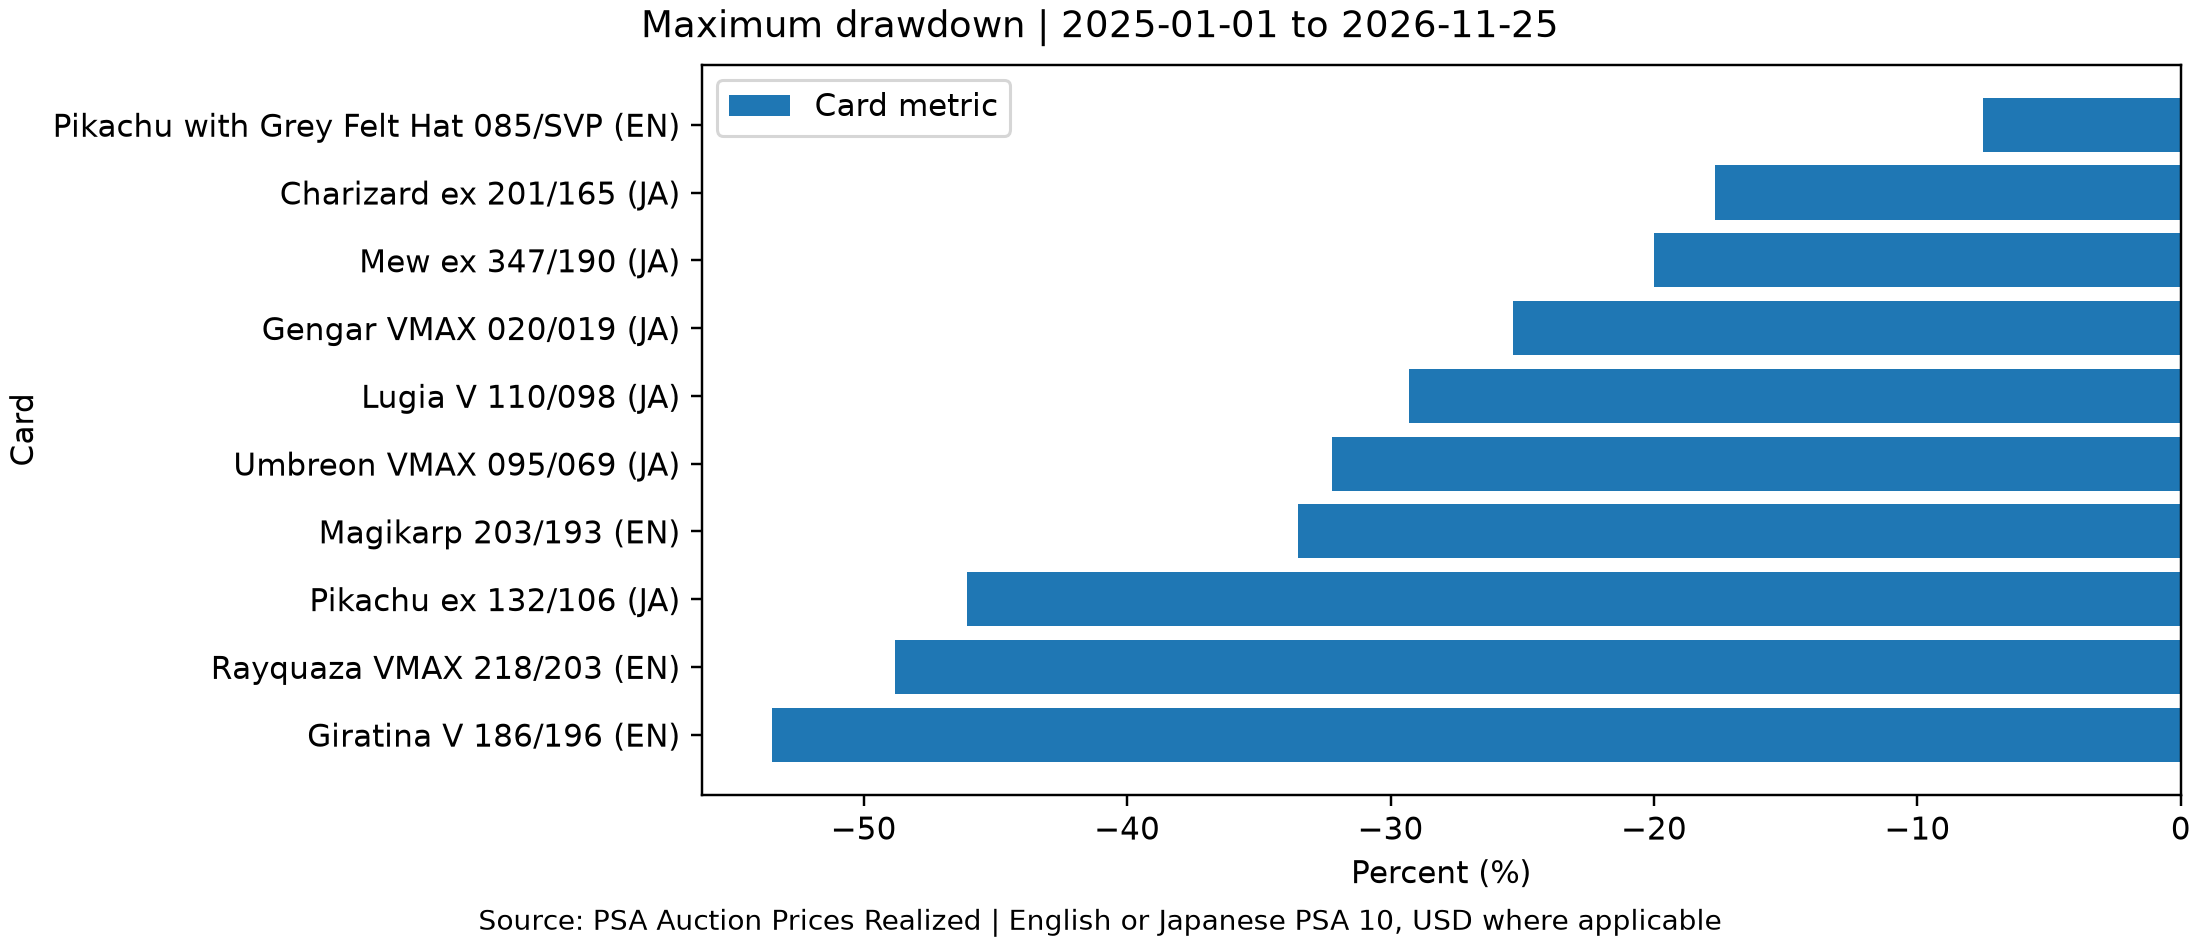 Maximum drawdown | 2025-01-01 to 2026-11-25
Card metric
Pikachu with Grey Felt Hat 085/SVP (EN)
Charizard ex 201/165 (JA)
Mew ex 347/190 (JA)
Gengar VMAX 020/019 (JA)
Lugia V 110/098 (JA)
Umbreon VMAX 095/069 (JA)
Magikarp 203/193 (EN)
Pikachu ex 132/106 (JA)
Rayquaza VMAX 218/203 (EN)
Giratina V 186/196 (EN)
Card
−50 −40 −30 −20 −10 0
Percent (%)
Source: PSA Auction Prices Realized | English or Japanese PSA 10, USD where applicable